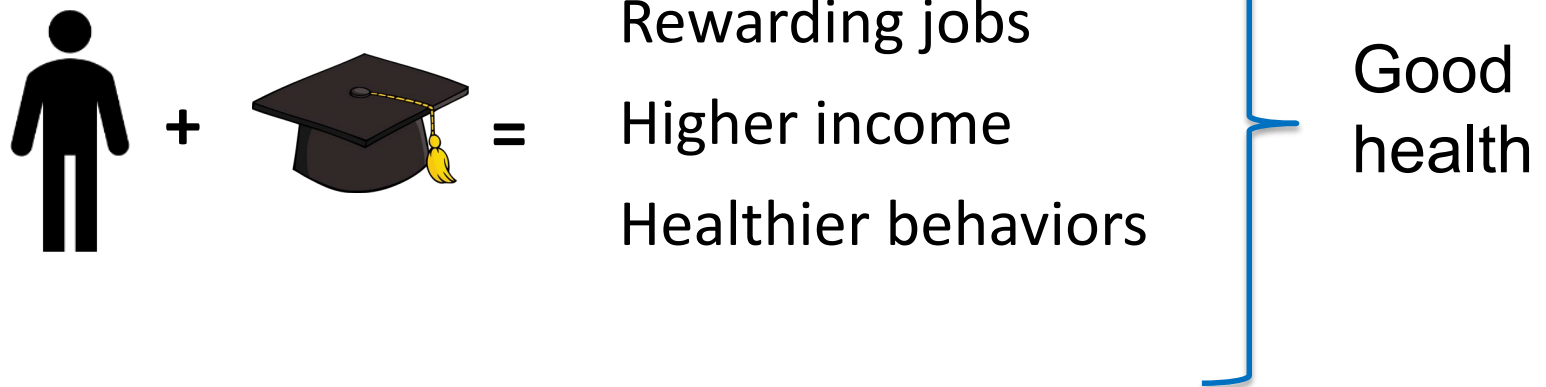 Rewarding jobs
+
=
Higher income
Healthier behaviors
Good
health